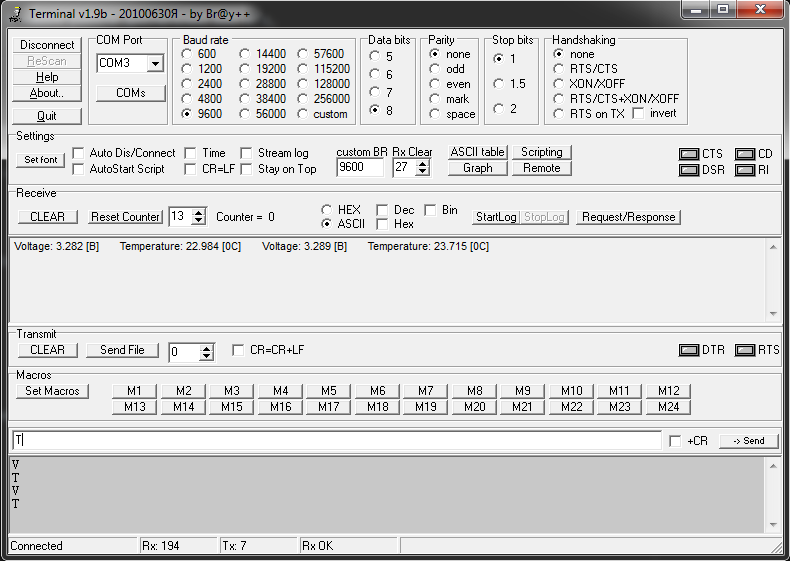 Terminal v1.9b - 20100630Я - by Br@y++
Disconnect
ReScan
Help
About..
Quit
COM Port
COM3
COMs
Baud rate
600 14400 57600
1200 19200 115200
2400 28800 128000
4800 38400 256000
9600 56000 custom
Data bits
5
6
7
8
Parity
none
odd
even
mark
space
Stop bits
1
1.5
2
Handshaking
none
RTS/CTS
XON/XOFF
RTS/CTS+XON/XOFF
RTS on TX invert
Settings
Set font
Auto Dis/Connect Time Stream log
AutoStart Script CR=LF Stay on Top
custom BR Rx Clear
9600 27
ASCII table Scripting
Graph Remote
CTS CD
DSR RI
Receive
CLEAR Reset Counter 13 Counter = 0
HEX Dec Bin
ASCII Hex
StartLog StopLog Request/Response
Voltage: 3.282 [B] Temperature: 22.984 [0C] Voltage: 3.289 [B] Temperature: 23.715 [0C]
Transmit
CLEAR Send File 0 CR=CR+LF DTR RTS
Macros
Set Macros
M1 M2 M3 M4 M5 M6 M7 M8 M9 M10 M11 M12
M13 M14 M15 M16 M17 M18 M19 M20 M21 M22 M23 M24
T +CR -> Send
V
T
V
T
Connected Rx: 194 Tx: 7 Rx OK